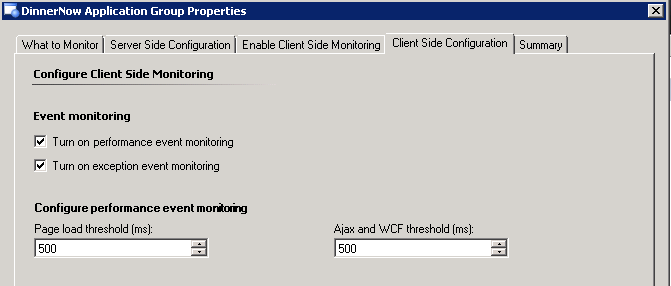 DinnerNow Application Group Properties
What to Monitor Server Side Configuration Enable Client Side Monitoring Client Side Configuration Summary
Configure Client Side Monitoring
Event monitoring
Turn on performance event monitoring
Turn on exception event monitoring
Configure performance event monitoring
Page load threshold (ms): Ajax and WCF threshold (ms):
500 500